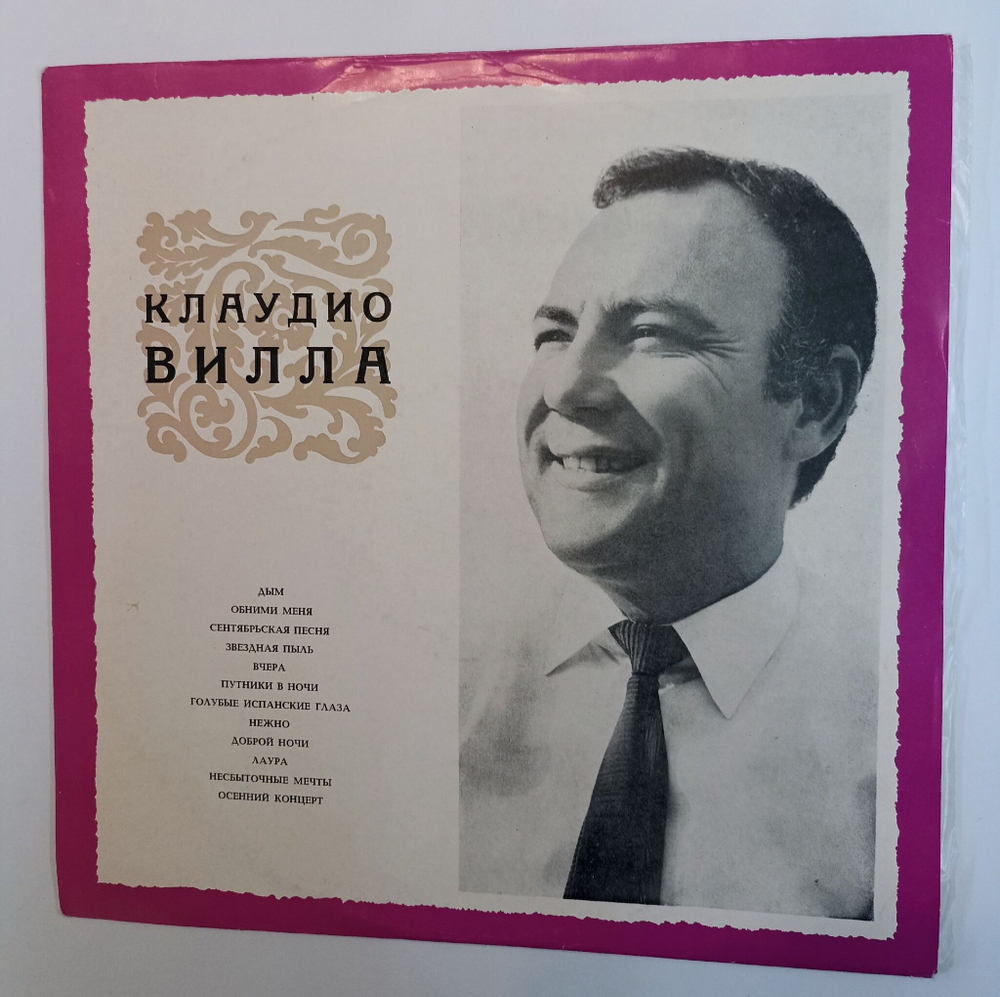 КЛАУДИО
ВИЛЛА
ДЫМ
ОБНИМИ МЕНЯ
СЕНТЯБРЬСКАЯ ПЕСНЯ
ЗВЕЗДНАЯ ПЫЛЬ
ВЧЕРА
ПУТНИКИ В НОЧИ
ГОЛУБЫЕ ИСПАНСКИЕ ГЛАЗА
НЕЖНО
ДОБРОЙ НОЧИ
ЛАУРА
НЕСБЫТОЧНЫЕ МЕЧТЫ
ОСЕННИЙ КОНЦЕРТ